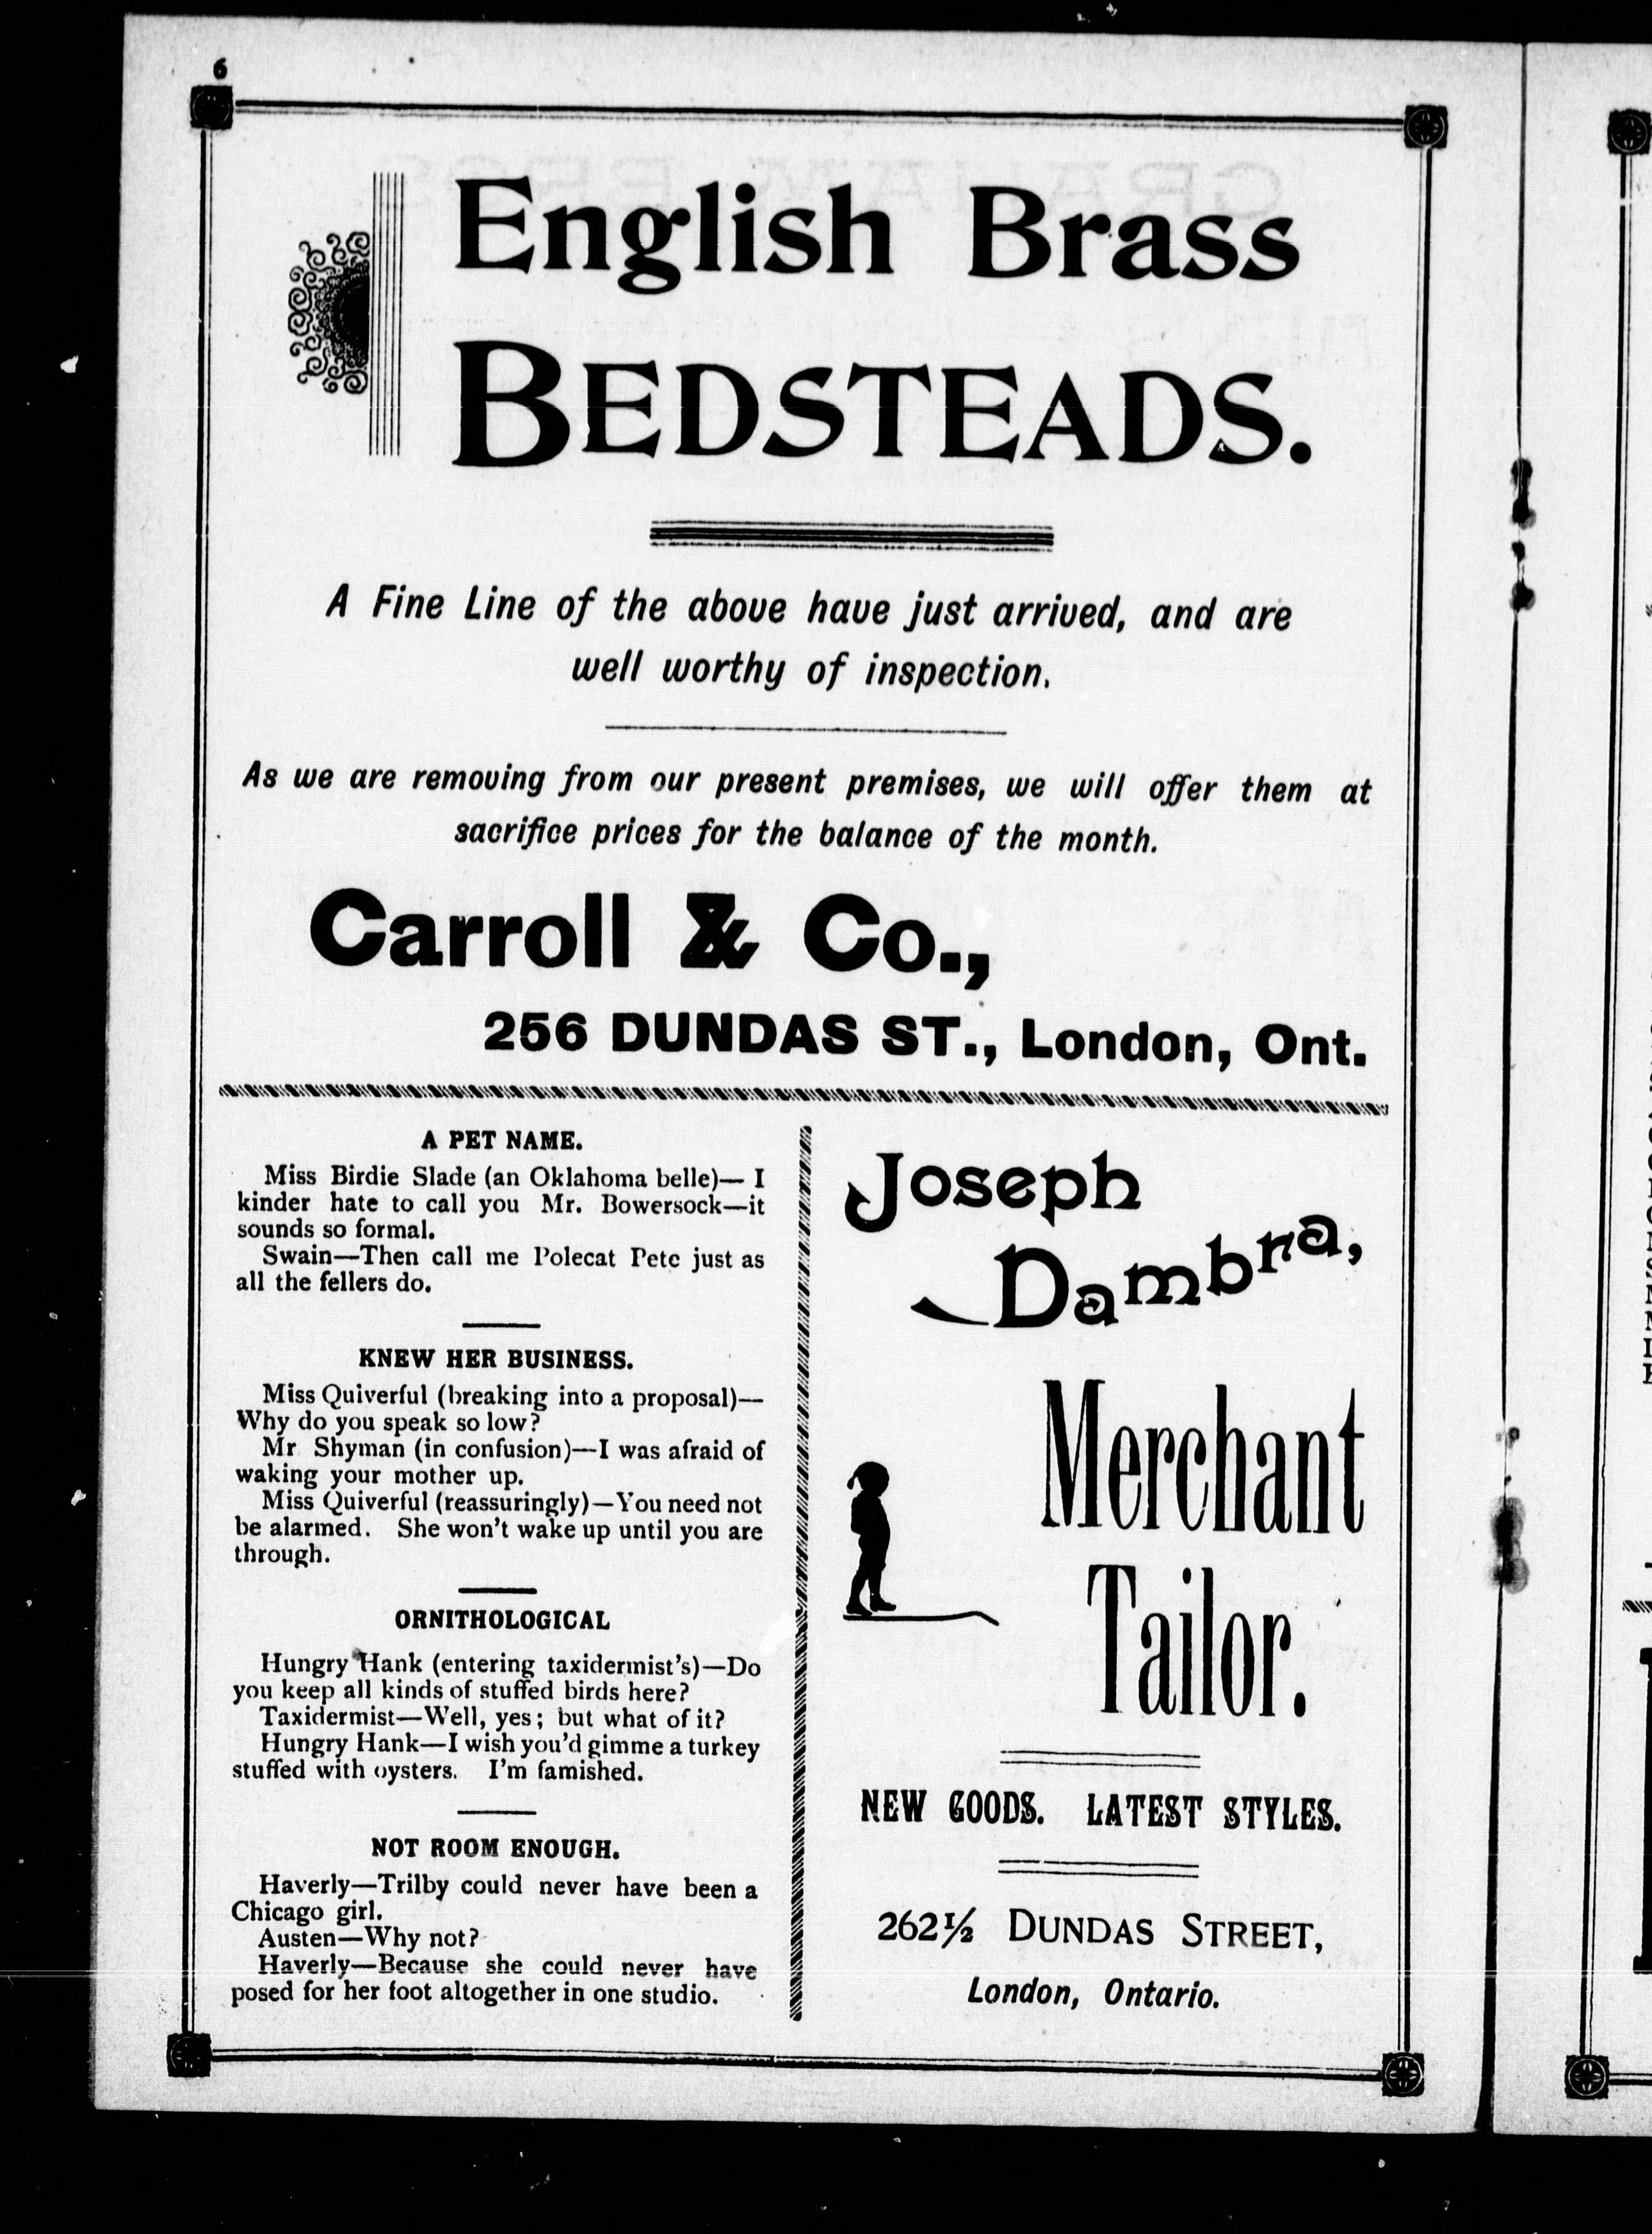 6
English Brass
BEDSTEADS.
A Fine Line of the above have just arrived, and are
well worthy of inspection.
As we are removing from our present premises, we will offer them at
sacrifice prices for the balance of the month.
Carroll & Co.,
256 DUNDAS ST., London, Ont.
A PET NAME.
Miss Birdie Slade (an Oklahoma belle)— I
kinder hate to call you Mr. Bowersock—it
sounds so formal.
Swain—Then call me Polecat Pete just as
all the fellers do.
KNEW HER BUSINESS.
Miss Quiverful (breaking into a proposal)—
Why do you speak so low?
Mr Shyman (in confusion)—I was afraid of
waking your mother up.
Miss Quiverful (reassuringly)—You need not
be alarmed. She won't wake up until you are
through.
ORNITHOLOGICAL
Hungry Hank (entering taxidermist's)—Do
you keep all kinds of stuffed birds here?
Taxidermist—Well, yes; but what of it?
Hungry Hank—I wish you'd gimme a turkey
stuffed with oysters. I'm famished.
NOT ROOM ENOUGH.
Haverly—Trilby could never have been a
Chicago girl.
Austen—Why not?
Haverly—Because she could never have
posed for her foot altogether in one studio.
Joseph
Dambra,
Merchant
Tailor.
NEW GOODS. LATEST STYLES.
262½ DUNDAS STREET,
London, Ontario.